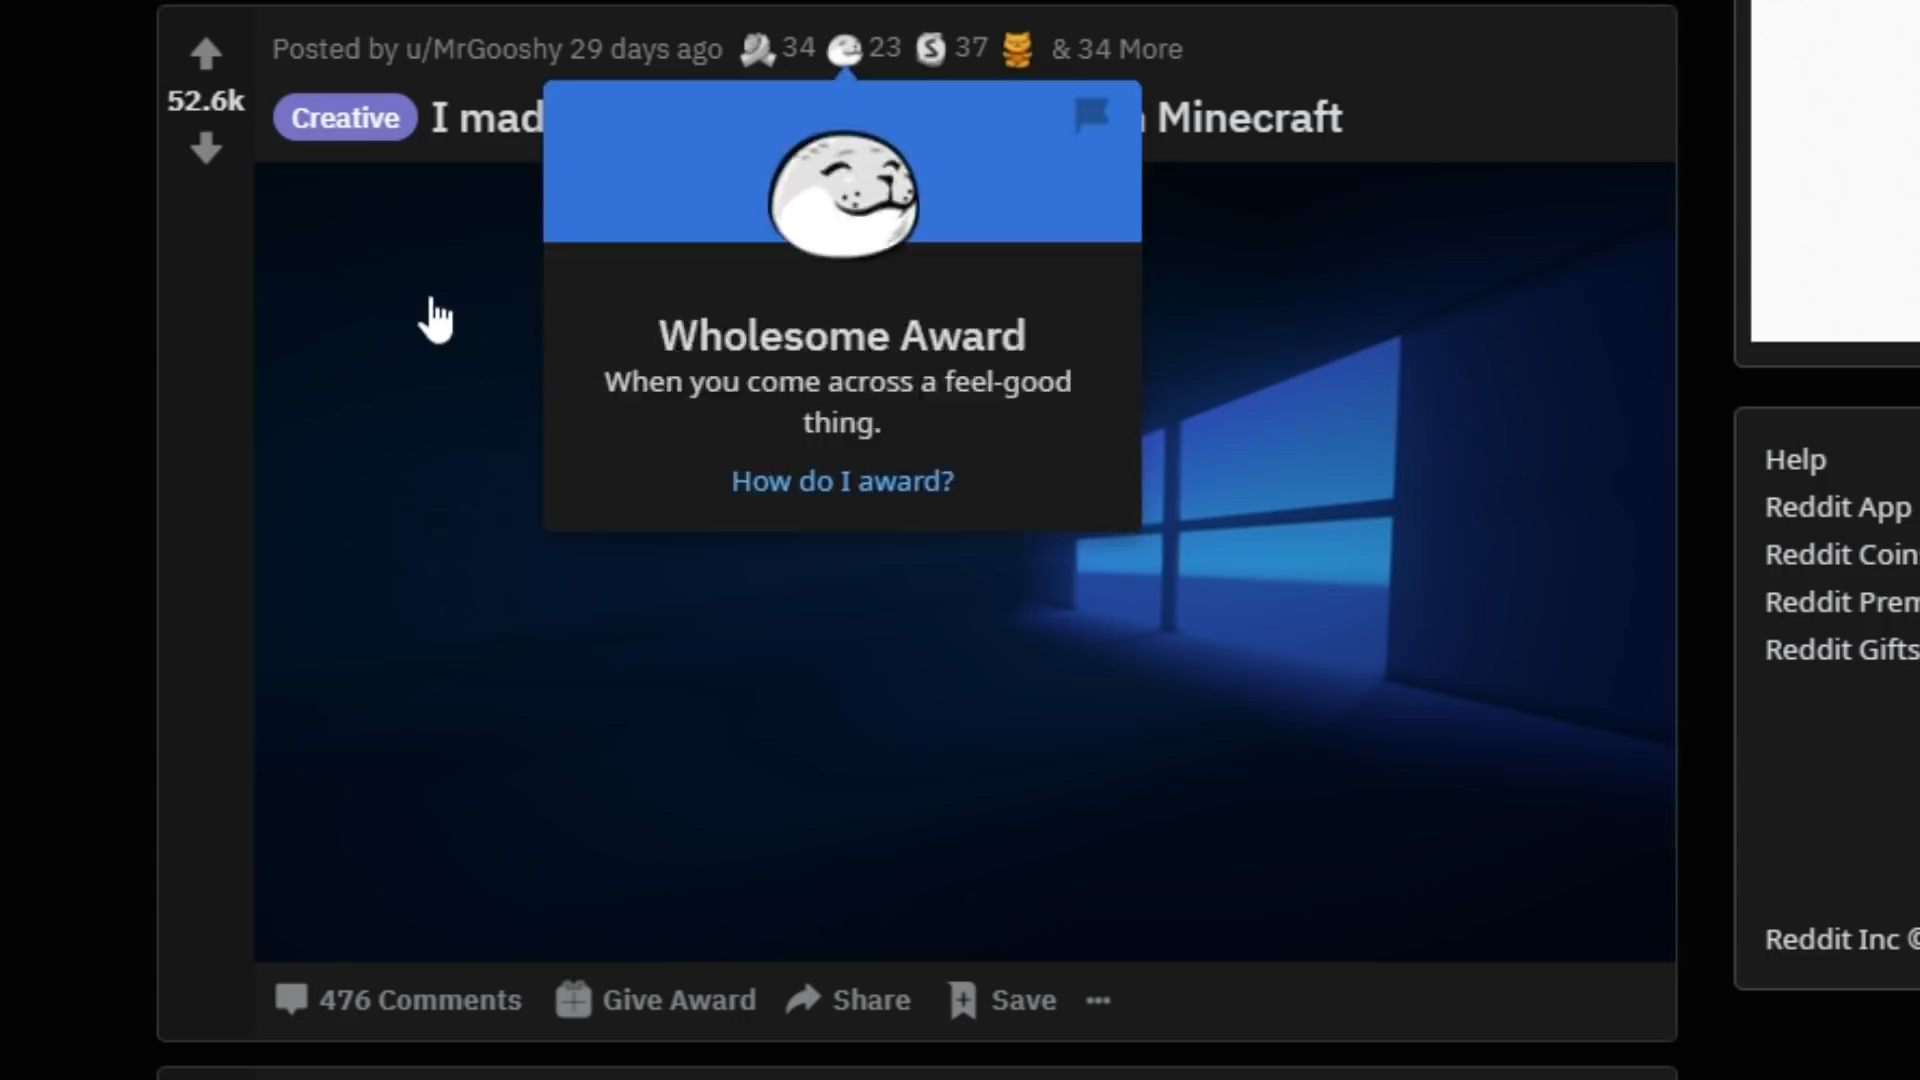 Posted by u/MrGooshy 29 days ago 34 23 37 & 34 More
52.6k
Creative I mad Minecraft
Wholesome Award
When you come across a feel-good
thing.
How do I award?
476 Comments Give Award Share Save
Help
Reddit App
Reddit Coin
Reddit Prem
Reddit Gifts
Reddit Inc ©